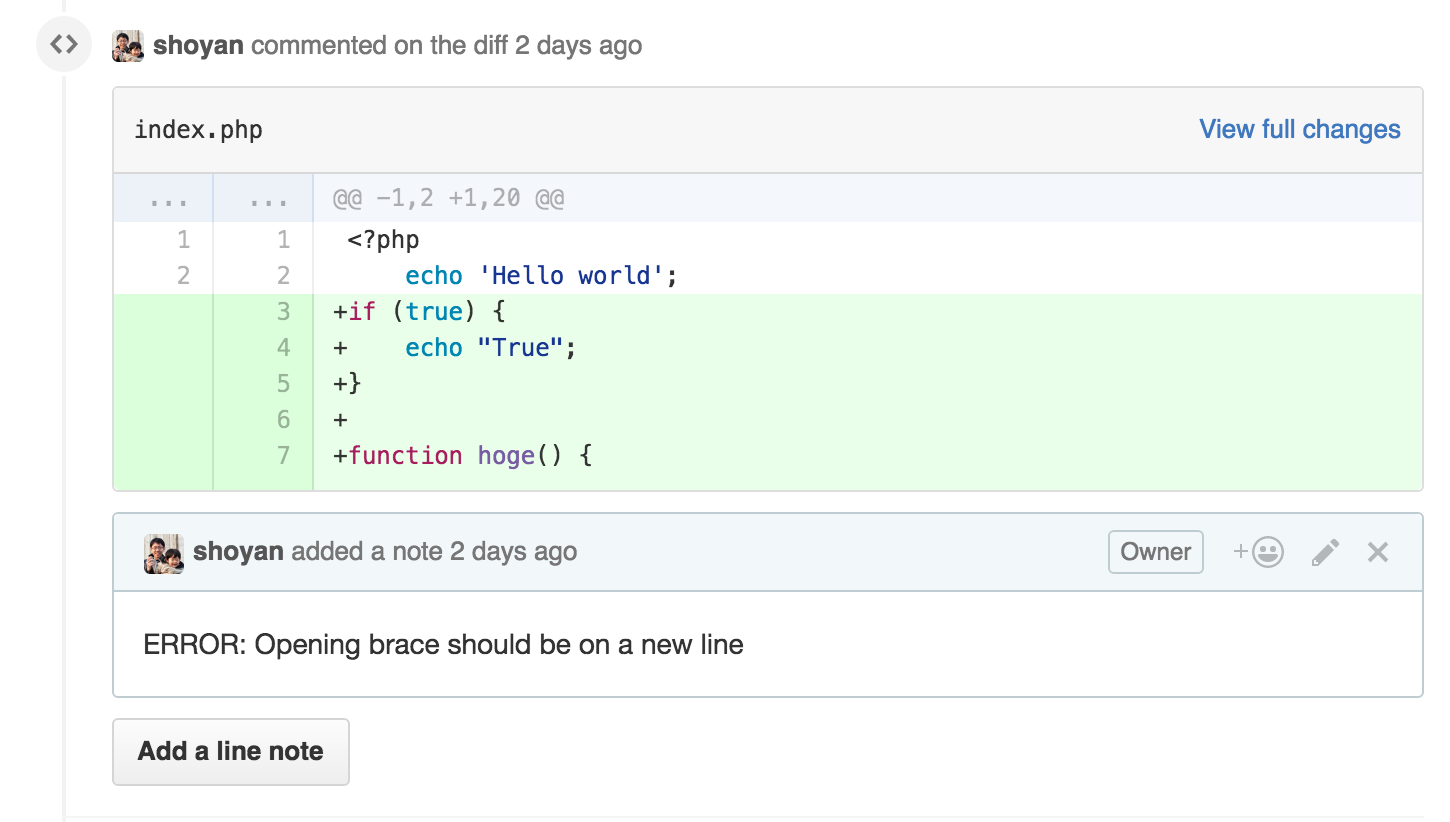 shoyan commented on the diff 2 days ago
index.php View full changes
... ... @@ -1,2 +1,20 @@
1 1 <?php
2 2 echo 'Hello world';
3 +if (true) {
4 + echo "True";
5 +}
6 +
7 +function hoge() {
shoyan added a note 2 days ago Owner +
ERROR: Opening brace should be on a new line
Add a line note